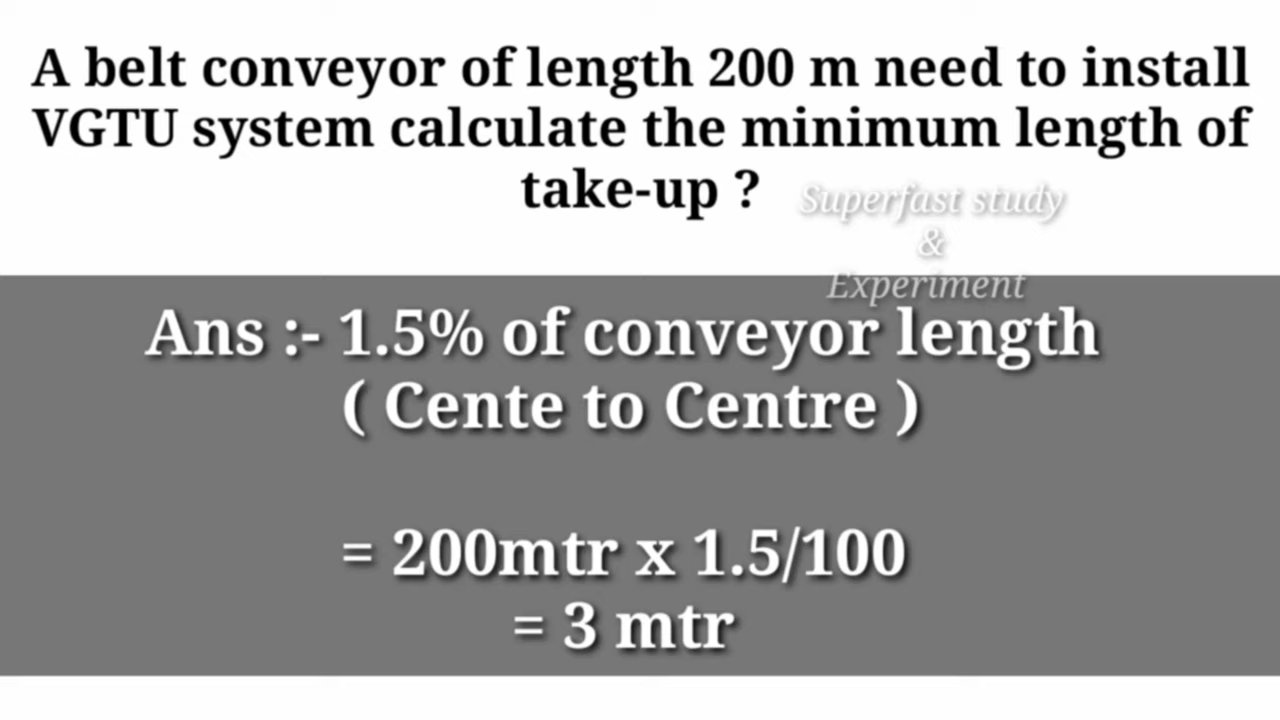 A belt conveyor of length 200 m need to install
VGTU system calculate the minimum length of
take-up ?
Superfast study
&
Experiment
Ans :- 1.5% of conveyor length
( Cente to Centre )
= 200mtr x 1.5/100
= 3 mtr